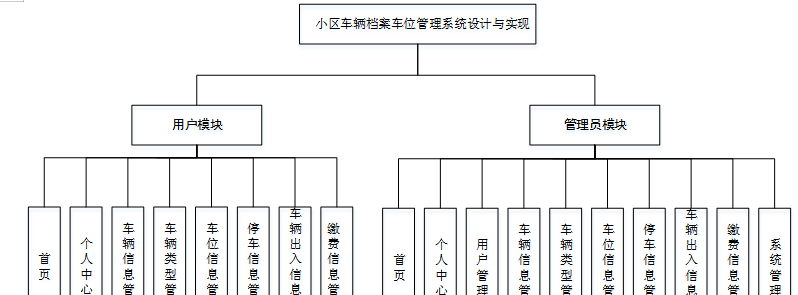 小区车辆档案车位管理系统设计与实现
用户模块
管理员模块
首页
个人中心
车辆信息管
车辆类型管
车位信息管
停车信息管
车辆出入信息
缴费信息管
首页
个人中心
用户管理
车辆信息管
车辆类型管
车位信息管
停车信息管
车辆出入信息
缴费信息管
系统管理